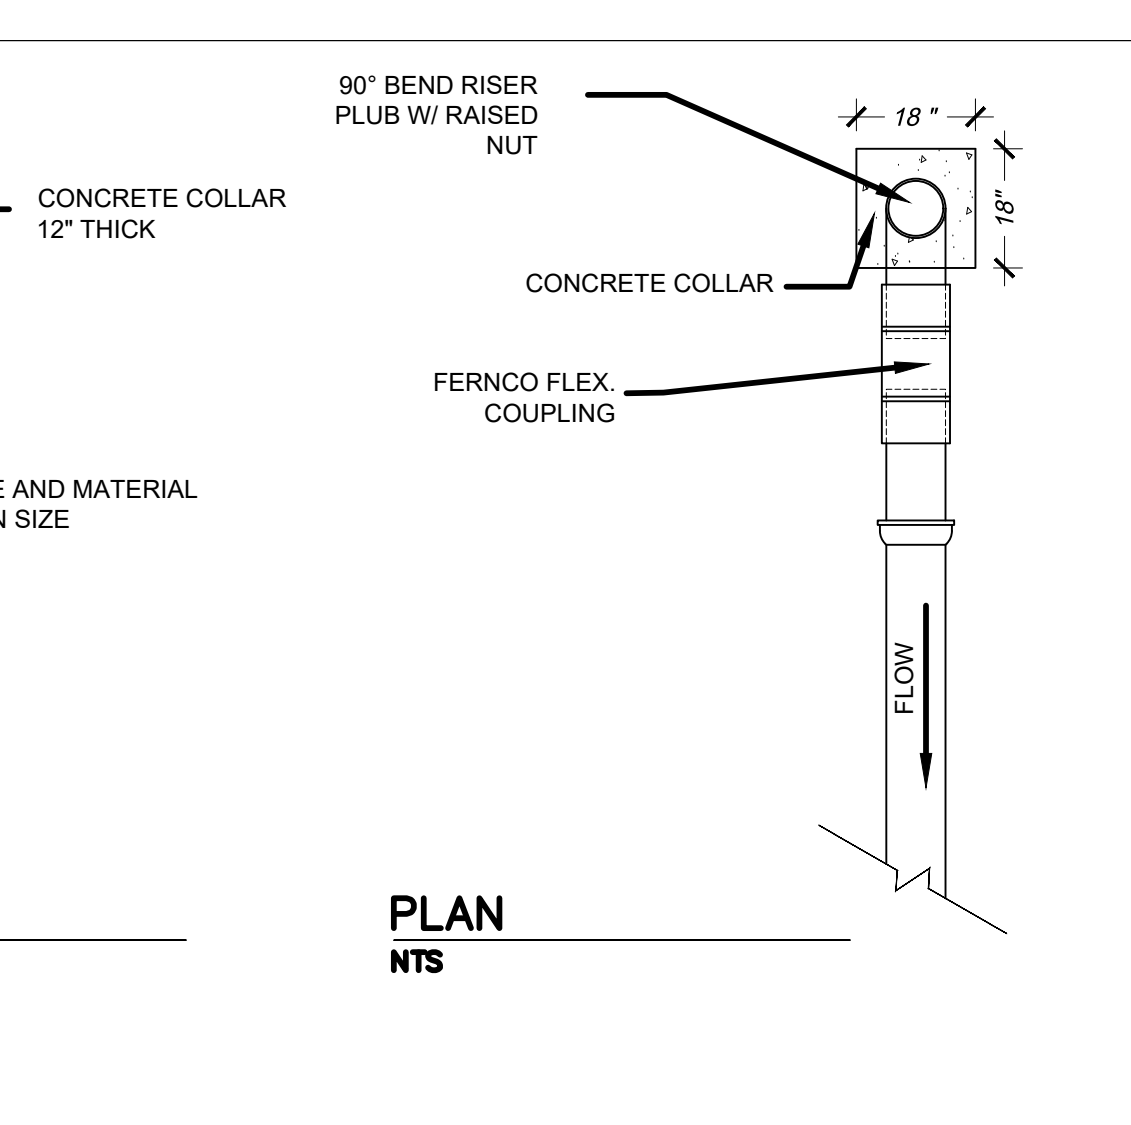 90° BEND RISER
PLUB W/ RAISED
NUT
18 "
CONCRETE COLLAR
12" THICK
18"
CONCRETE COLLAR
FERNCO FLEX.
COUPLING
E AND MATERIAL
N SIZE
FLOW
PLAN
NTS